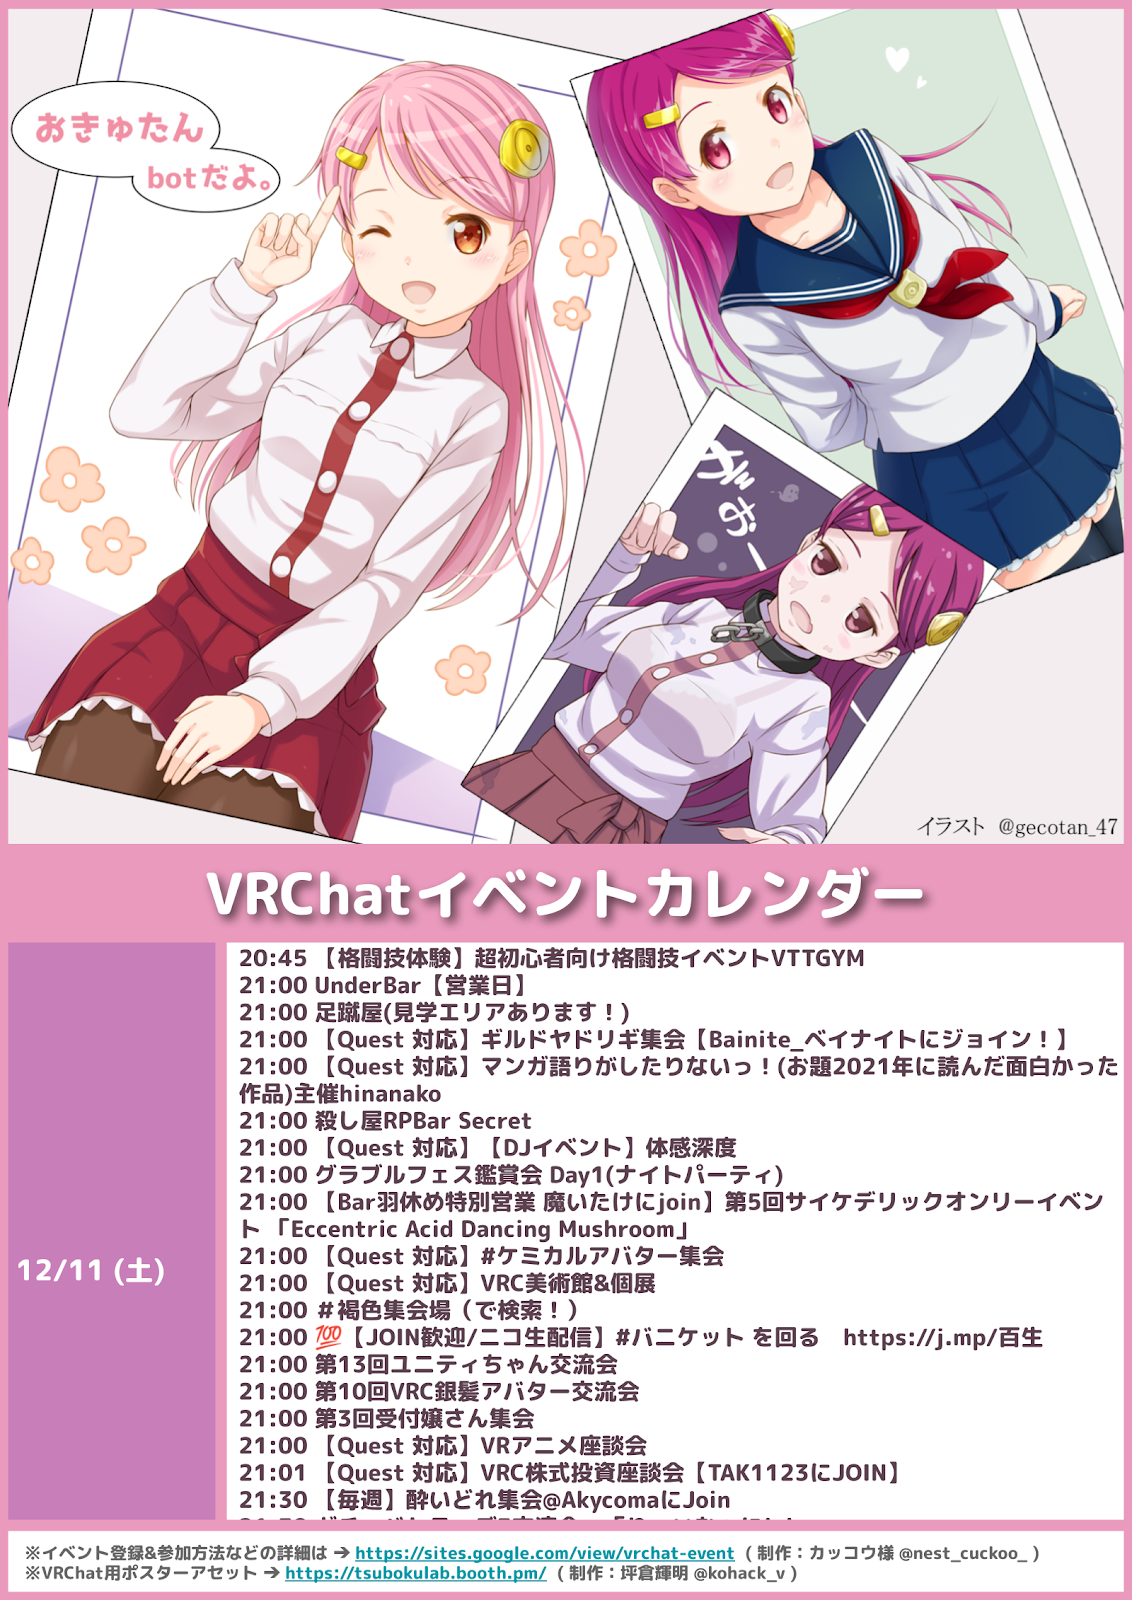 おきゅたん
botだよ。
がおー
イラスト @gecotan_47
VRChatイベントカレンダー
12/11 (土)
20:45 【格闘技体験】超初心者向け格闘技イベントVTTGYM
21:00 UnderBar【営業日】
21:00 足蹴屋(見学エリアあります！)
21:00 【Quest 対応】ギルドヤドリギ集会【Bainite_ベイナイトにジョイン！】
21:00 【Quest 対応】マンガ語りがしたりないっ！(お題2021年に読んだ面白かった
作品)主催hinanako
21:00 殺し屋RPBar Secret
21:00 【Quest 対応】【DJイベント】体感深度
21:00 グラブルフェス鑑賞会 Day1(ナイトパーティ)
21:00 【Bar羽休め特別営業 魔いたけにjoin】第5回サイケデリックオンリーイベン
ト 「Eccentric Acid Dancing Mushroom」
21:00 【Quest 対応】#ケミカルアバター集会
21:00 【Quest 対応】VRC美術館&個展
21:00 ＃褐色集会場（で検索！）
21:00 💯【JOIN歓迎/ニコ生配信】#バニケット を回る　https://j.mp/百生
21:00 第13回ユニティちゃん交流会
21:00 第10回VRC銀髪アバター交流会
21:00 第3回受付嬢さん集会
21:00 【Quest 対応】VRアニメ座談会
21:01 【Quest 対応】VRC株式投資座談会【TAK1123にJOIN】
21:30 【毎週】酔いどれ集会@AkycomaにJoin
※イベント登録&参加方法などの詳細は ➔ https://sites.google.com/view/vrchat-event （ 制作：カッコウ様 @nest_cuckoo_ ）
※VRChat用ポスターアセット ➔ https://tsubokulab.booth.pm/ （ 制作：坪倉輝明 @kohack_v ）